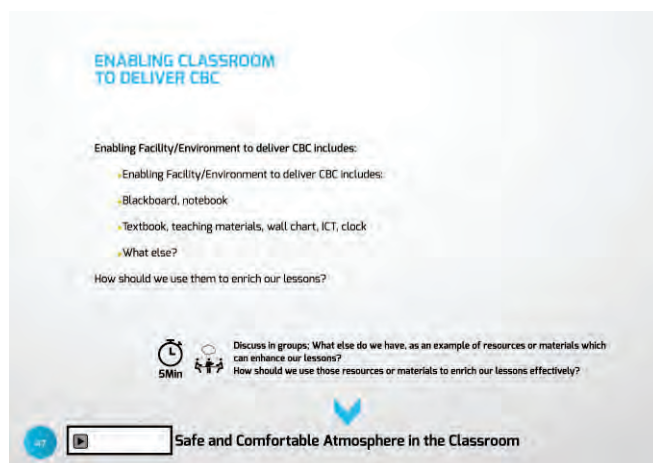 ENABLING CLASSROOM
TO DELIVER CBC
Enabling Facility/Environment to deliver CBC includes:
Enabling Facility/Environment to deliver CBC includes:
Blackboard, notebook
Textbook, teaching materials, wall chart, ICT, clock
What else?
How should we use them to enrich our lessons?
5Min
Discuss in groups; What else do we have, as an example of resources or materials which
can enhance our lessons?
How should we use those resources or materials to enrich our lessons effectively?
47
Safe and Comfortable Atmosphere in the Classroom